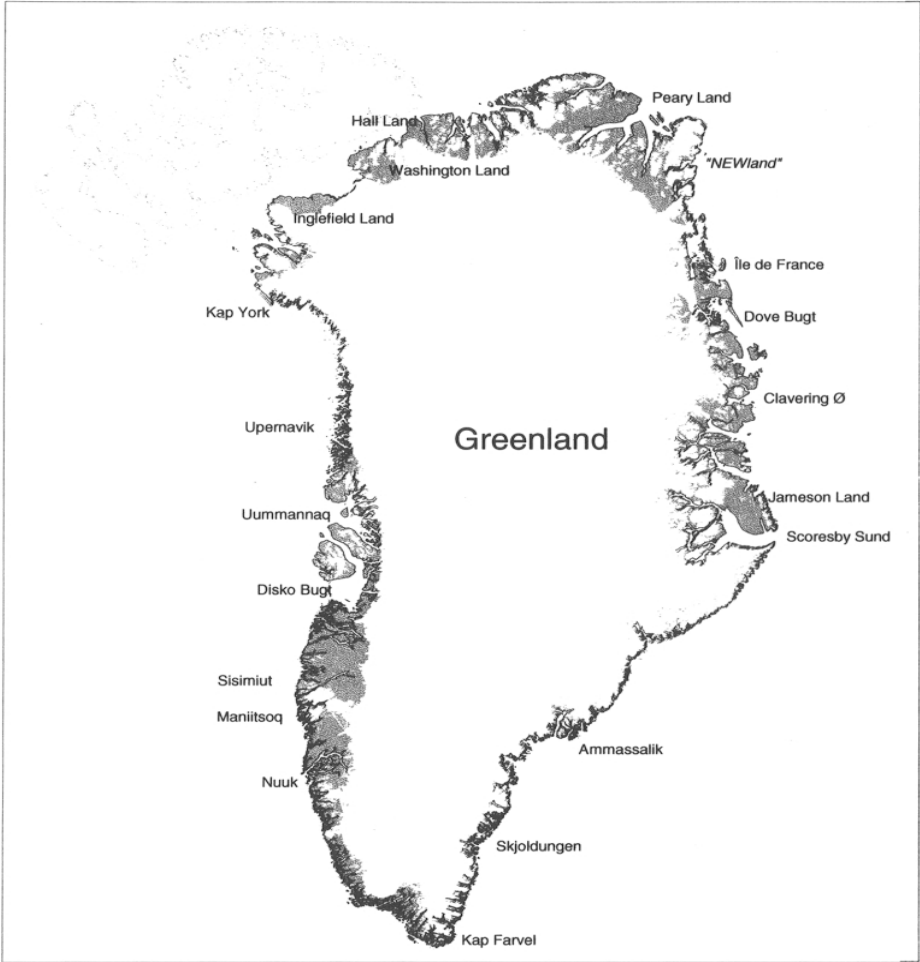 Peary Land
Hall Land
"NEWland"
Washington Land
Inglefield Land
Île de France
Kap York
Dove Bugt
Clavering Ø
Upernavik
Greenland
Jameson Land
Uummannaq
Scoresby Sund
Disko Bugt
Sisimiut
Maniitsoq
Ammassalik
Nuuk
Skjoldungen
Kap Farvel